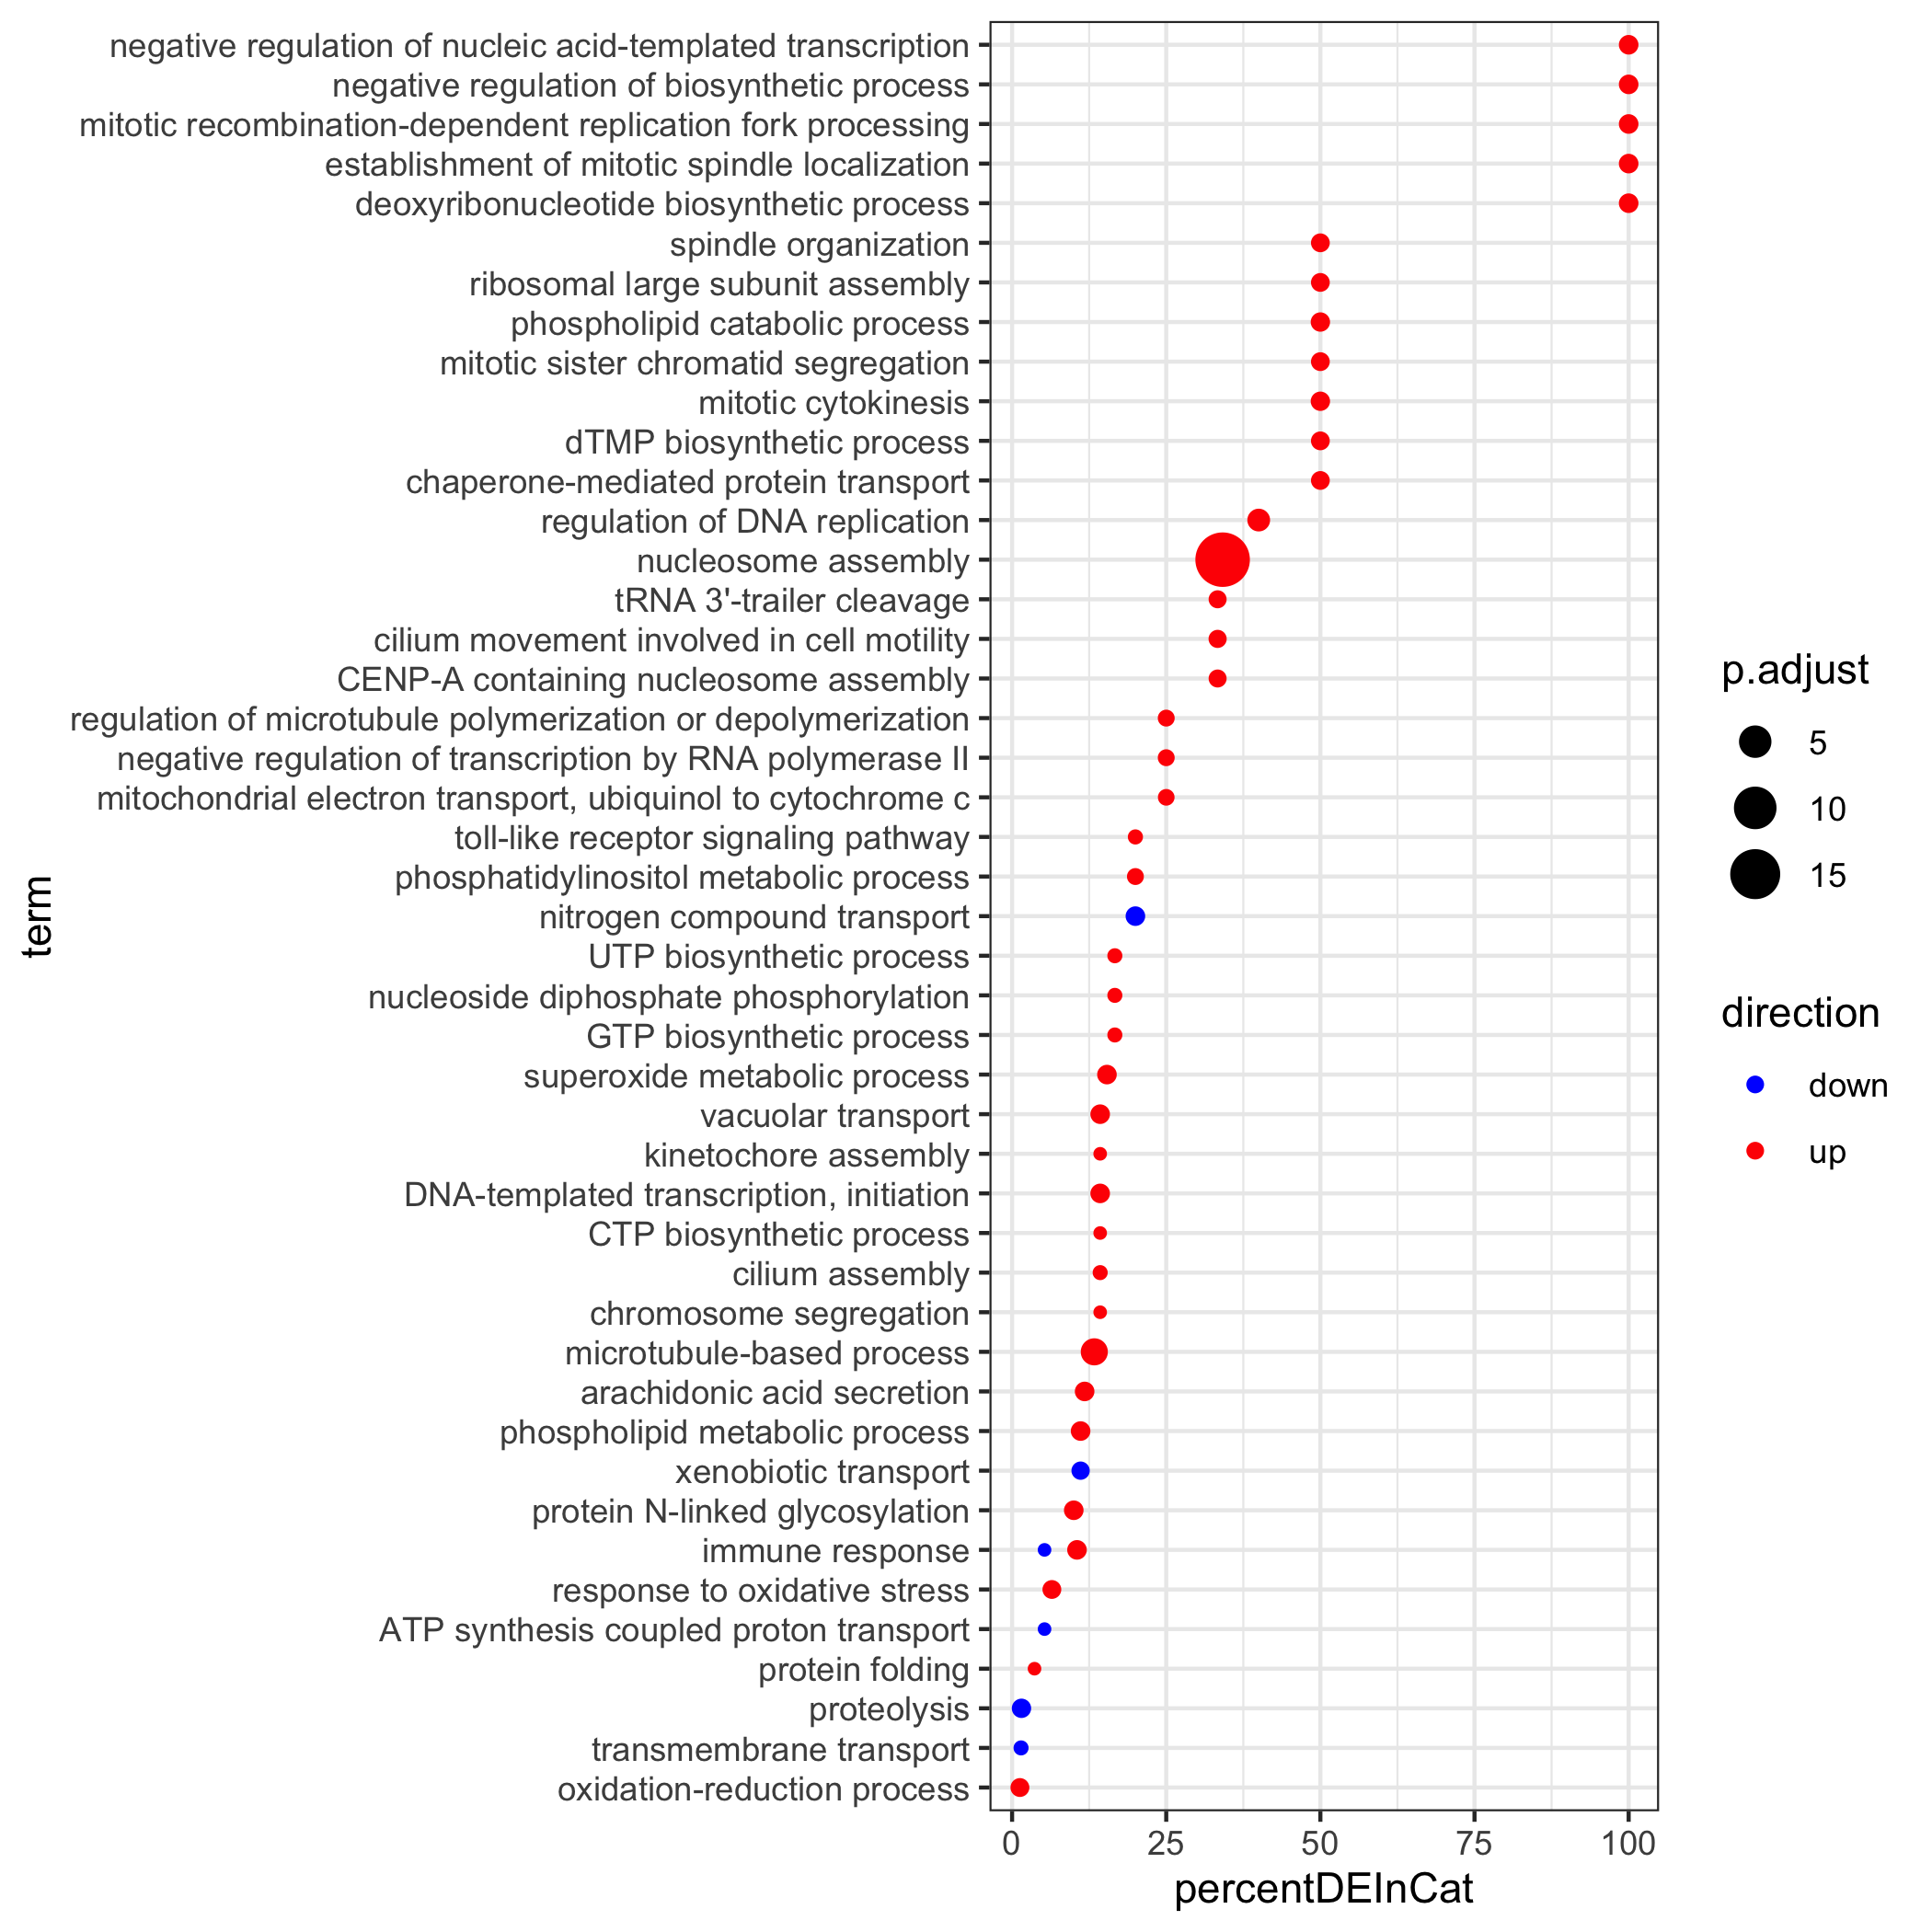 negative regulation of nucleic acid-templated transcription
negative regulation of biosynthetic process
mitotic recombination-dependent replication fork processing
establishment of mitotic spindle localization
deoxyribonucleotide biosynthetic process
spindle organization
ribosomal large subunit assembly
phospholipid catabolic process
mitotic sister chromatid segregation
mitotic cytokinesis
dTMP biosynthetic process
chaperone-mediated protein transport
regulation of DNA replication
nucleosome assembly
tRNA 3'-trailer cleavage
cilium movement involved in cell motility
CENP-A containing nucleosome assembly
regulation of microtubule polymerization or depolymerization
negative regulation of transcription by RNA polymerase II
mitochondrial electron transport, ubiquinol to cytochrome c
toll-like receptor signaling pathway
phosphatidylinositol metabolic process
nitrogen compound transport
UTP biosynthetic process
nucleoside diphosphate phosphorylation
GTP biosynthetic process
superoxide metabolic process
vacuolar transport
kinetochore assembly
DNA-templated transcription, initiation
CTP biosynthetic process
cilium assembly
chromosome segregation
microtubule-based process
arachidonic acid secretion
phospholipid metabolic process
xenobiotic transport
protein N-linked glycosylation
immune response
response to oxidative stress
ATP synthesis coupled proton transport
protein folding
proteolysis
transmembrane transport
oxidation-reduction process
term
0 25 50 75 100
percentDEInCat
p.adjust
5
10
15
direction
down
up